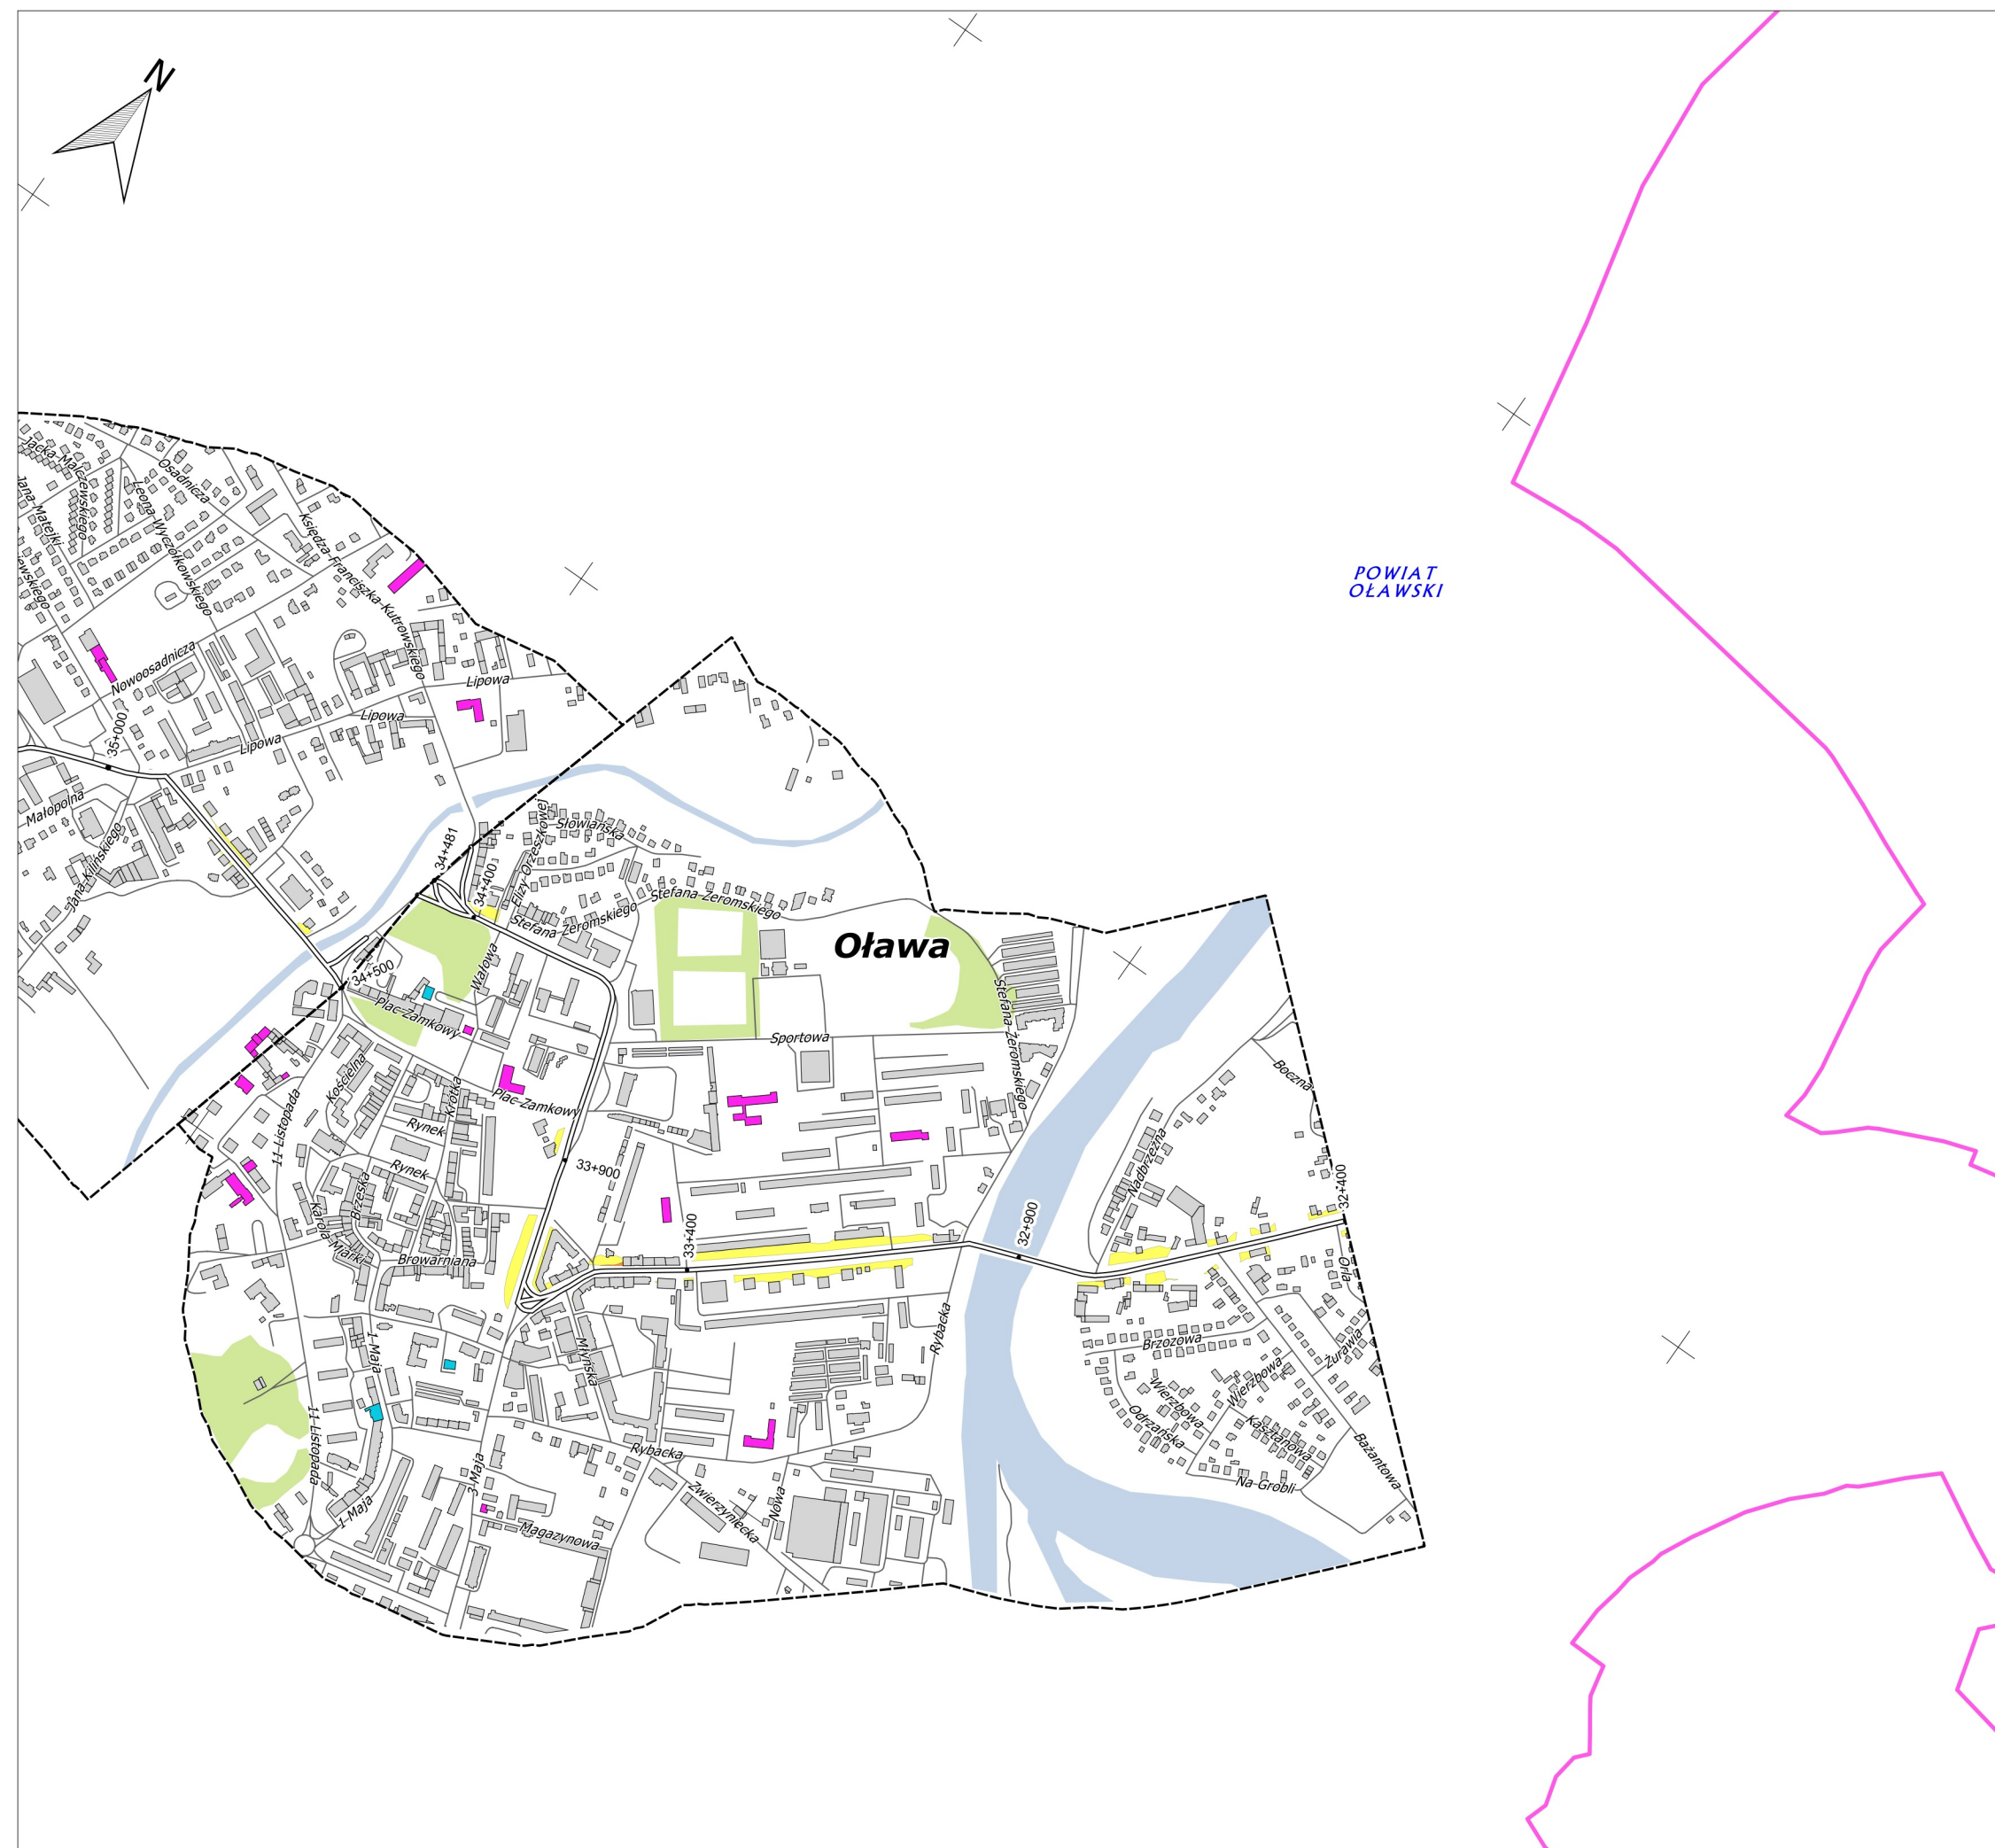 N
Jacka Malczewskiego
Osadnicza
Jana Matejki
Leona Wyczółkowskiego
Księdza Franciszka Kutrowskiego
iewskiego
POWIAT
OŁAWSKI
Nowoosadnicza
Lipowa
Lipowa
Lipowa
35+000
Małopolna
Jana Kilińskiego
34+481
34+400
Elizy Orzeszkowej
Słowiańska
Stefana Żeromskiego
Stefana Żeromskiego
Oława
Wałowa
34+500
Plac Zamkowy
Stefana Żeromskiego
Sportowa
Boczna
Kościelna
11 Listopada
Krótka
Plac Zamkowy
Rynek
Rynek
33+900
Nadbrzeżna
32+400
Brzeska
Karola Miarki
33+400
32+900
Browarniana
Orla
1 Maja
Młyńska
Rybacka
Brzozowa
Żurawia
Wierzbowa
Wierzbowa
Odrzańska
Kasztanowa
11 Listopada
Rybacka
Bażantowa
3 Maja
Na Grobli
Zwierzyniecka
Nowa
1 Maja
Magazynowa